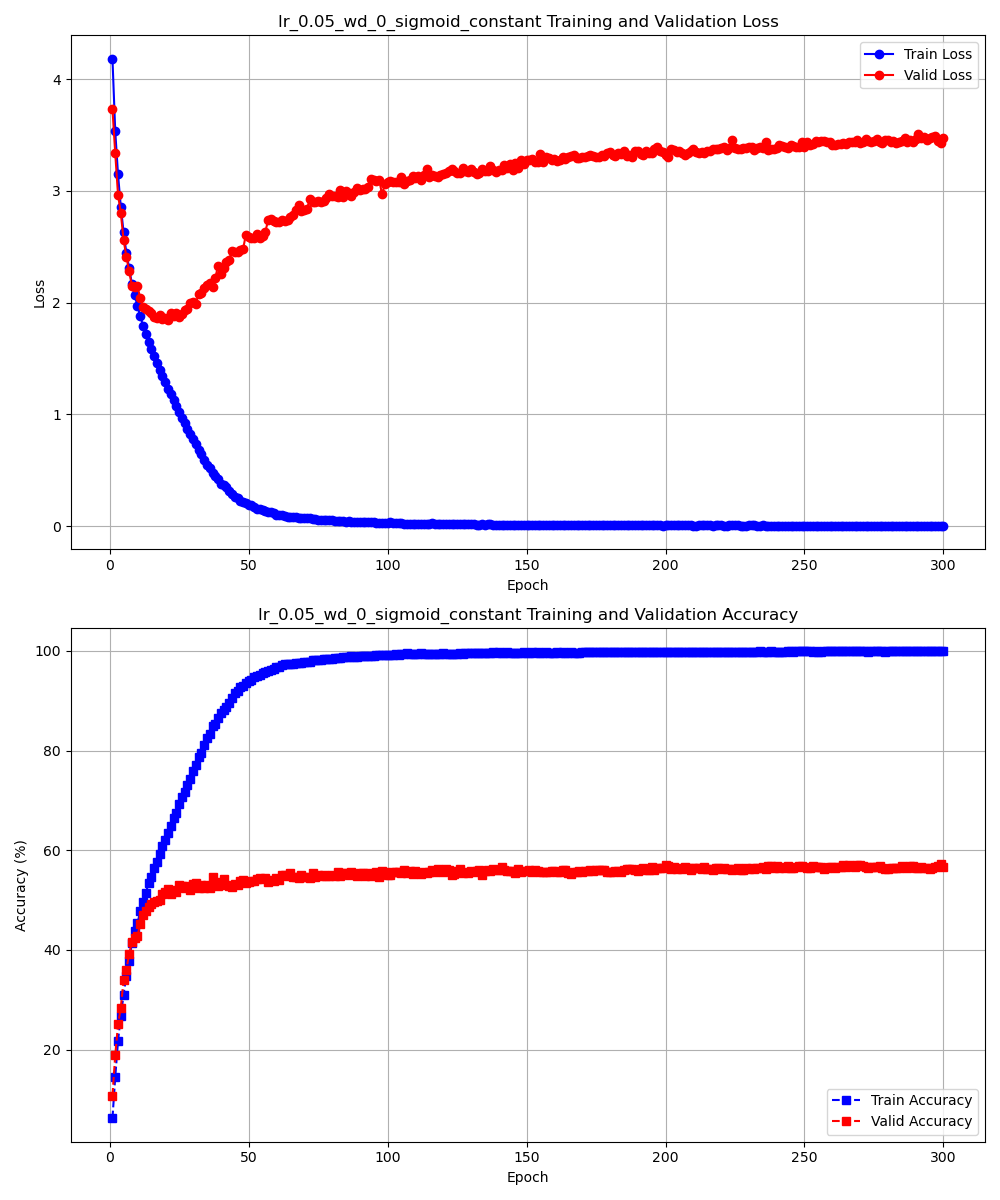 lr_0.05_wd_0_sigmoid_constant Training and Validation Loss
Train Loss
Valid Loss
Loss
4
3
2
1
0
0 50 100 150 200 250 300
Epoch
lr_0.05_wd_0_sigmoid_constant Training and Validation Accuracy
Accuracy (%)
100
80
60
40
20
Train Accuracy
Valid Accuracy
0 50 100 150 200 250 300
Epoch